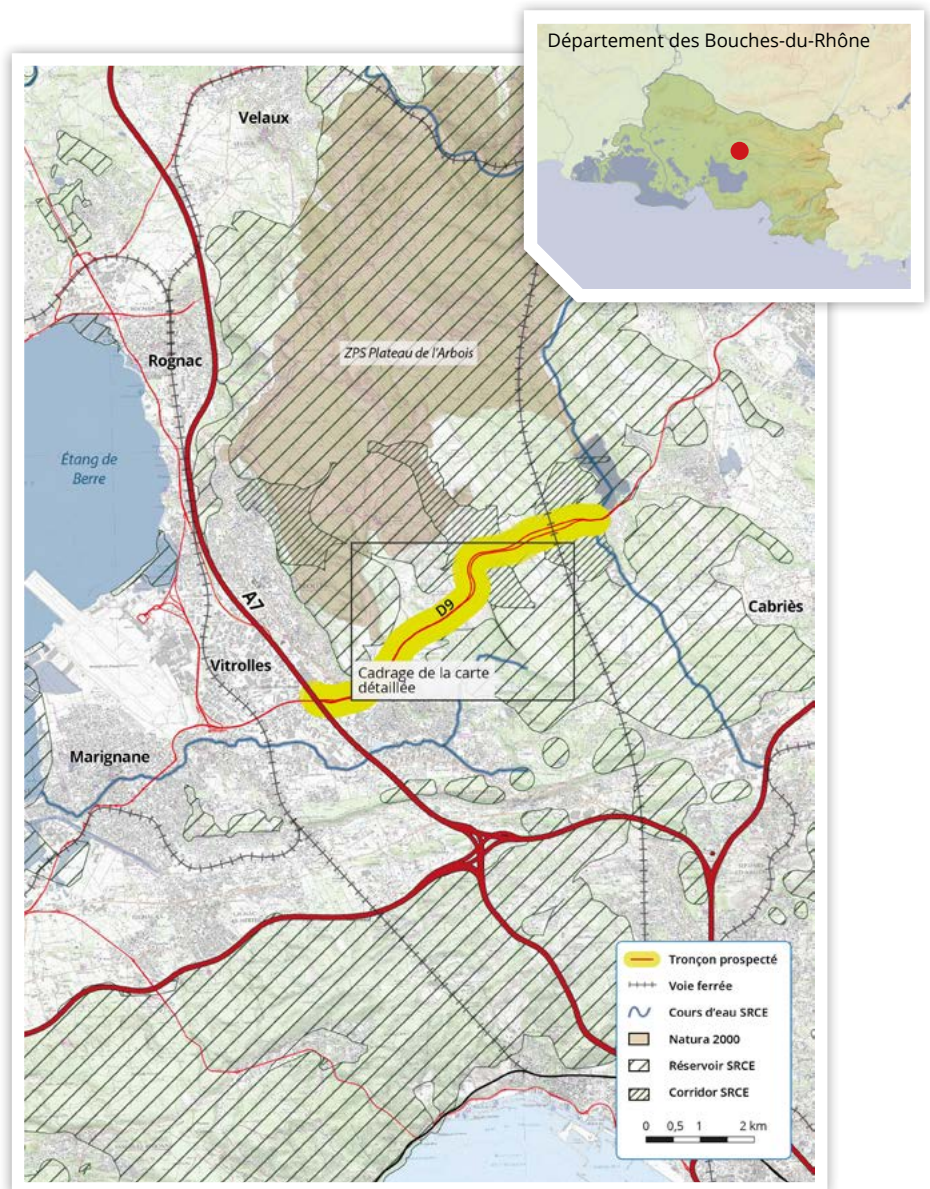 Département des Bouches-du-Rhône
Velaux
ZPS Plateau de l'Arbois
Rognac
Étang de
Berre
A7
D9
Cabriès
Vitrolles
Cadrage de la carte
détaillée
Marignane
Tronçon prospecté
Voie ferrée
Cours d'eau SRCE
Natura 2000
Réservoir SRCE
Corridor SRCE
0 0,5 1 2 km